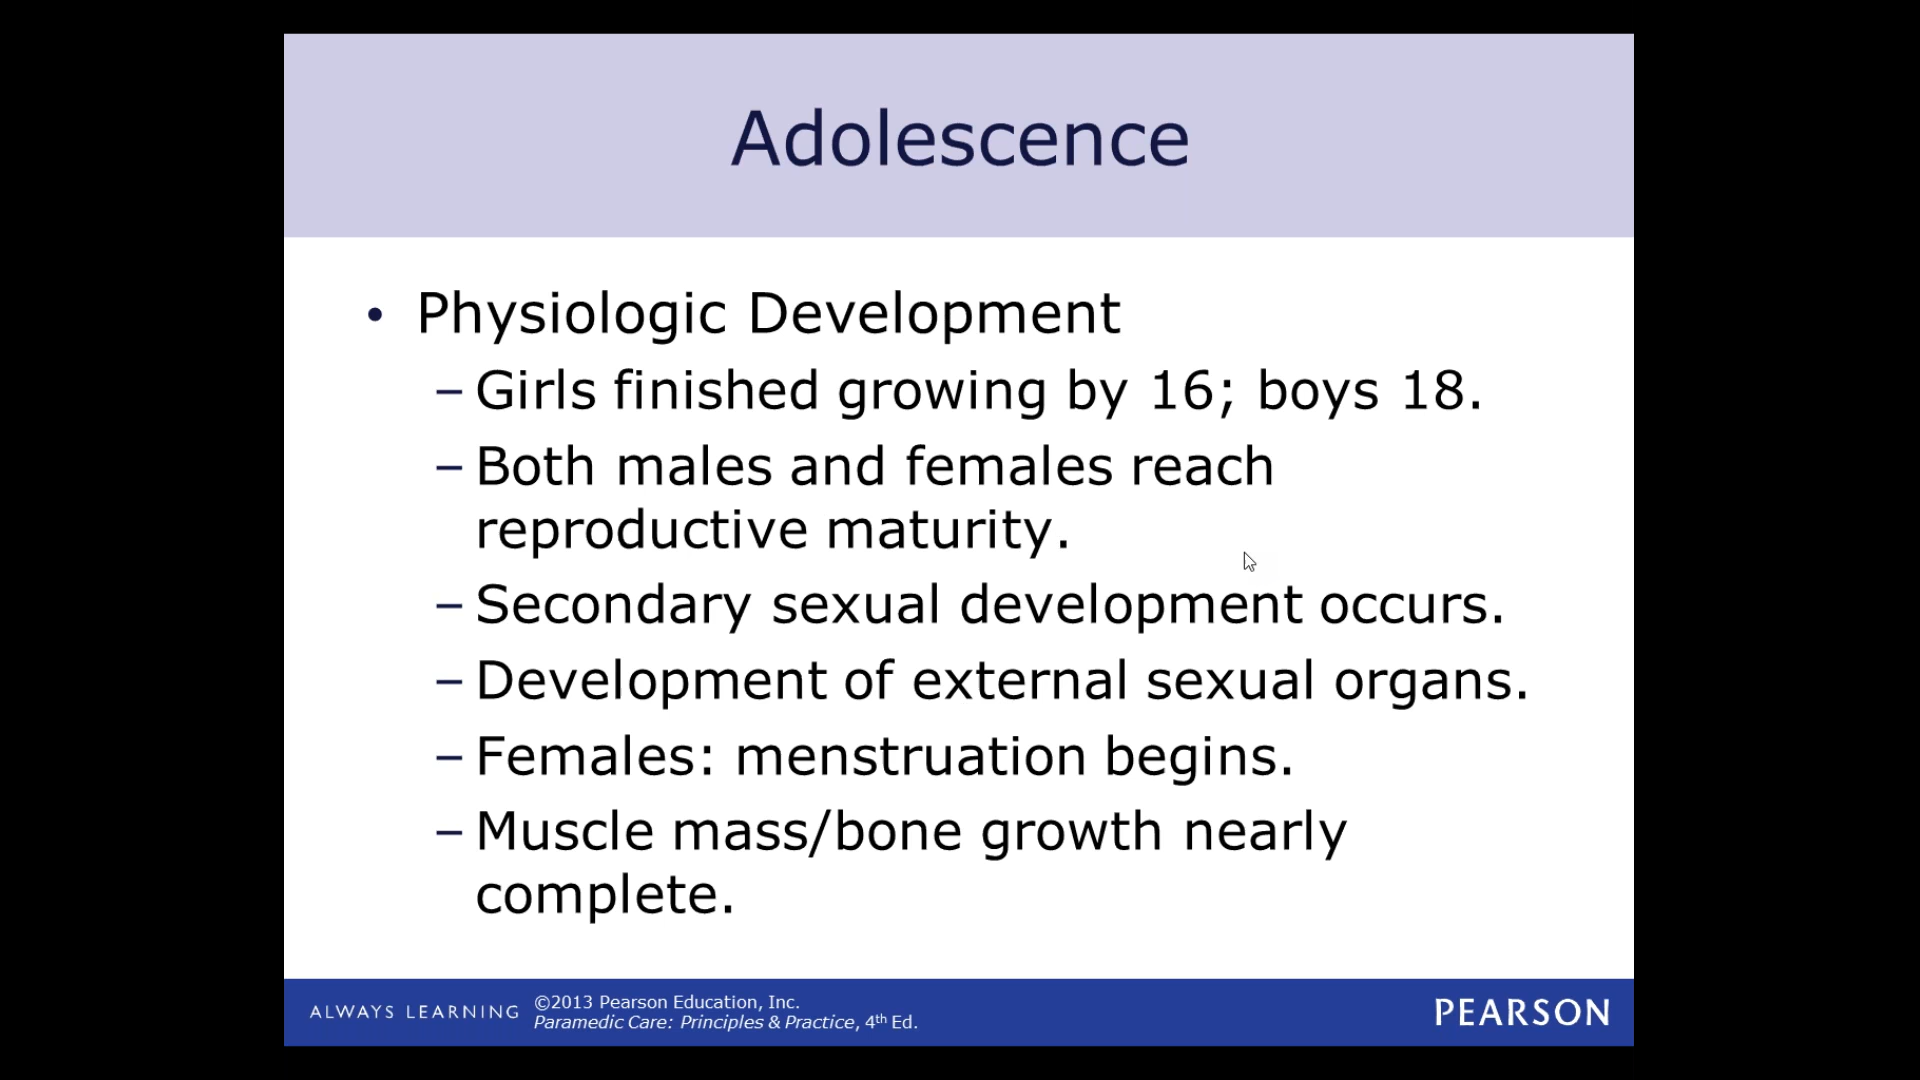 Adolescence
• Physiologic Development
– Girls finished growing by 16; boys 18.
– Both males and females reach
reproductive maturity.
– Secondary sexual development occurs.
– Development of external sexual organs.
– Females: menstruation begins.
– Muscle mass/bone growth nearly
complete.
ALWAYS LEARNING
©2013 Pearson Education, Inc.
Paramedic Care: Principles & Practice, 4th Ed.
PEARSON